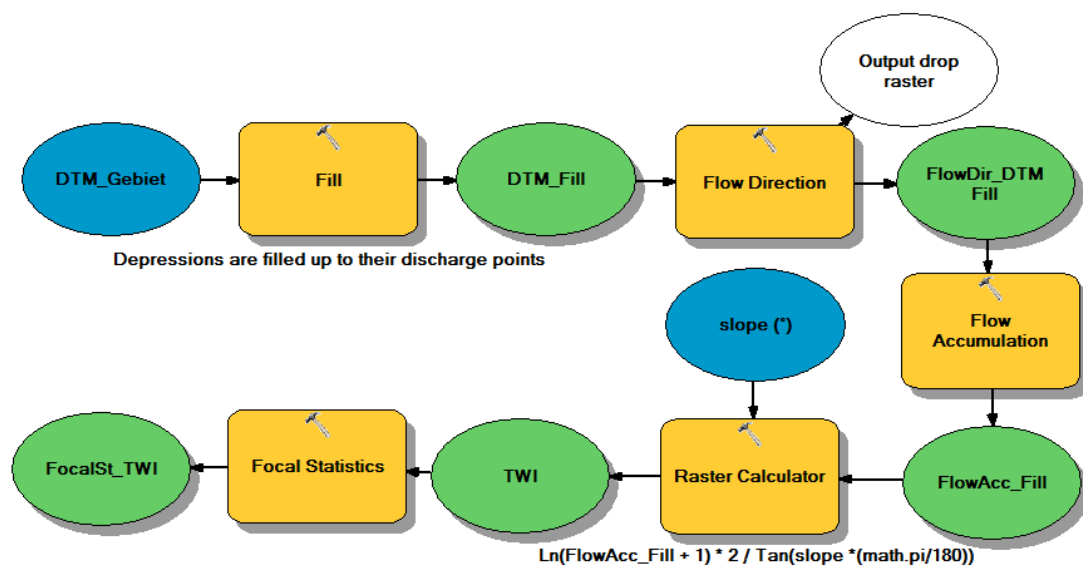 Output drop
raster
DTM_Gebiet
Fill
DTM_Fill
Flow Direction
FlowDir_DTM
Fill
Depressions are filled up to their discharge points
slope (°)
Flow
Accumulation
FocalSt_TWI
Focal Statistics
TWI
Raster Calculator
FlowAcc_Fill
Ln(FlowAcc_Fill + 1) * 2 / Tan(slope *(math.pi/180))